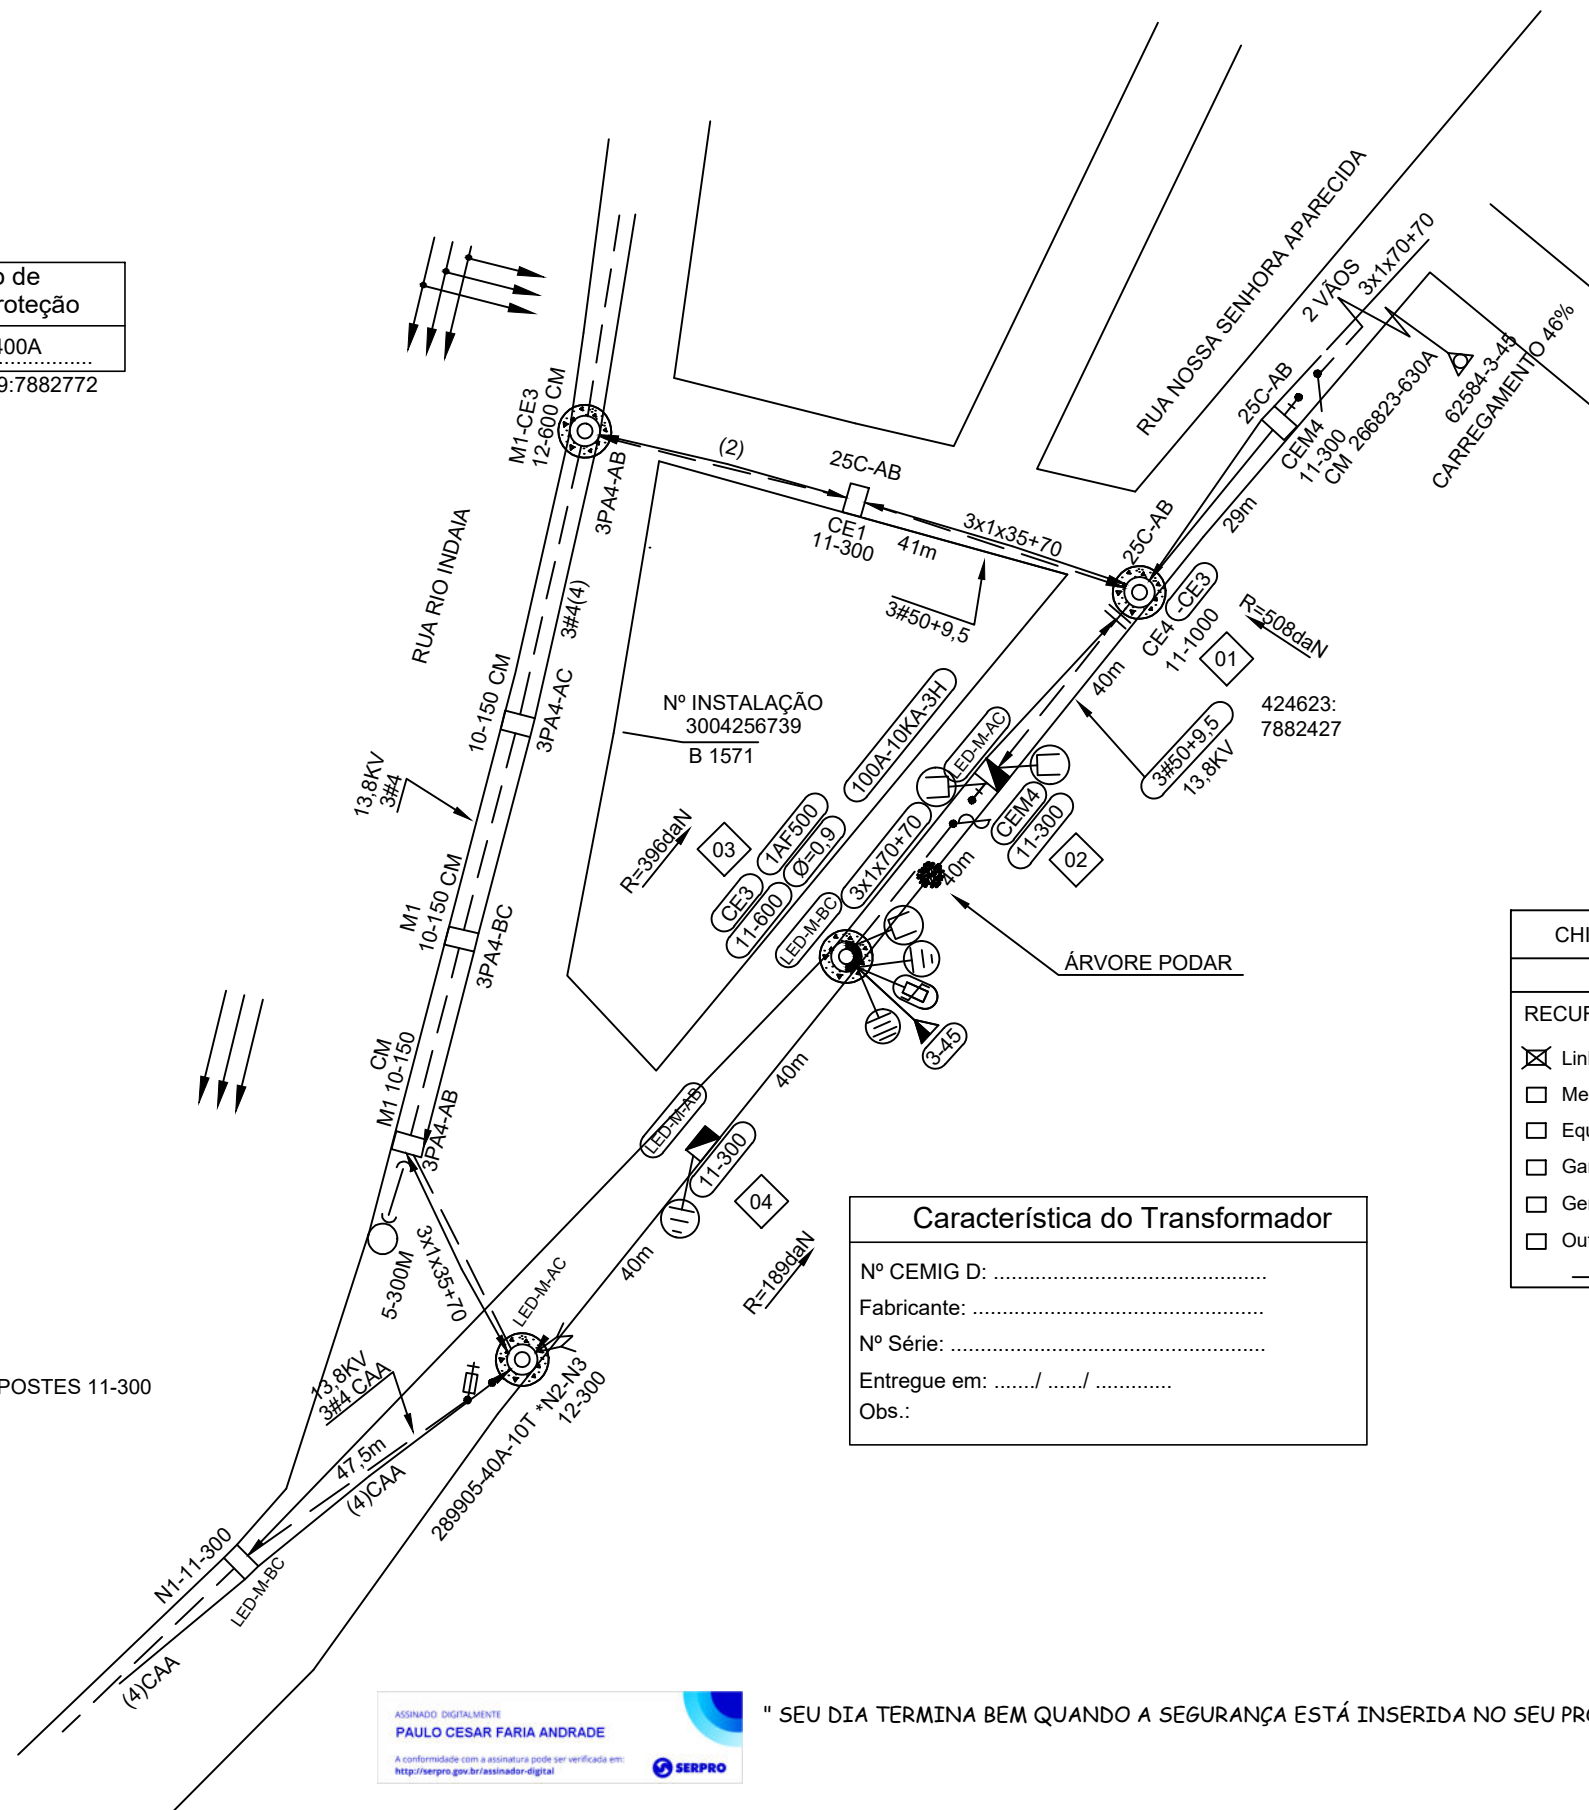 o de
roteção
400A
9:7882772
M1-CE3
12-600 CM
3PA4-AB
(2)
25C-AB
CE1
11-300
41m
3x1x35+70
3#50+9,5
RUA NOSSA SENHORA APARECIDA
2 VÃOS
3x1x70+70
25C-AB
CEM4
11-300
CM 266823-630A
62584-3-45
CARREGAMENTO 46%
29m
25C-AB
CE4
-CE3
11-1000
R=508daN
01
424623:
7882427
40m
3#50+9,5
13,8KV
RUA RIO INDAIA
3#4(4)
10-150 CM
3PA4-AC
Nº INSTALAÇÃO
3004256739
B 1571
13,8KV
3#4
100A-10KA-3H
LED-M-AC
CEM4
11-300
02
40m
R=396daN
03
1AF500
Ø=0,9
CE3
11-600
3x1x70+70
LED-M-BC
ÁRVORE PODAR
3-45
M1
10-150 CM
3PA4-BC
40m
CM
M1 10-150
3PA4-AB
LED-M-AB
11-300
04
R=189daN
40m
5-300M
3x1x35+70
LED-M-AC
POSTES 11-300
13,8KV
3#4 CAA
289905-40A-10T *N2-N3
12-300
47,5m
(4)CAA
N1-11-300
LED-M-BC
(4)CAA
Característica do Transformador
Nº CEMIG D: ................................................
Fabricante: ...................................................
Nº Série: .......................................................
Entregue em: ......./ ....../ .............
Obs.:
CHI
RECUR
Lin
Me
Equ
Gar
Ger
Out
ASSINADO DIGITALMENTE
PAULO CESAR FARIA ANDRADE
A conformidade com a assinatura pode ser verificada em:
http://serpro.gov.br/assinador-digital
SERPRO
" SEU DIA TERMINA BEM QUANDO A SEGURANÇA ESTÁ INSERIDA NO SEU PRO